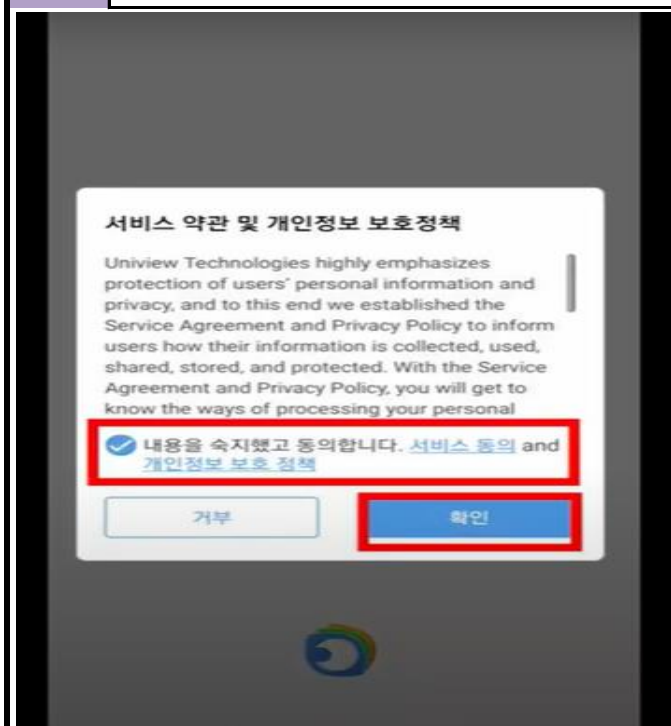 서비스 약관 및 개인정보 보호정책
Uniview Technologies highly emphasizes
protection of users' personal information and
privacy, and to this end we established the
Service Agreement and Privacy Policy to inform
users how their information is collected, used,
shared, stored, and protected. With the Service
Agreement and Privacy Policy, you will get to
know the ways of processing your personal
내용을 숙지했고 동의합니다. 서비스 동의 and
개인정보 보호 정책
거부 확인